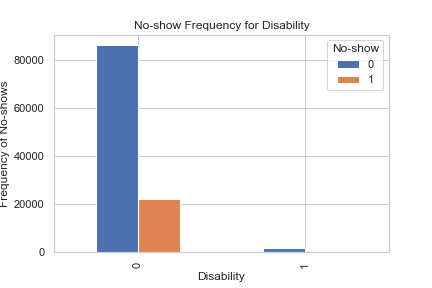 No-show Frequency for Disability
No-show
0
1
80000
60000
40000
20000
0
Frequency of No-shows
0
1
Disability